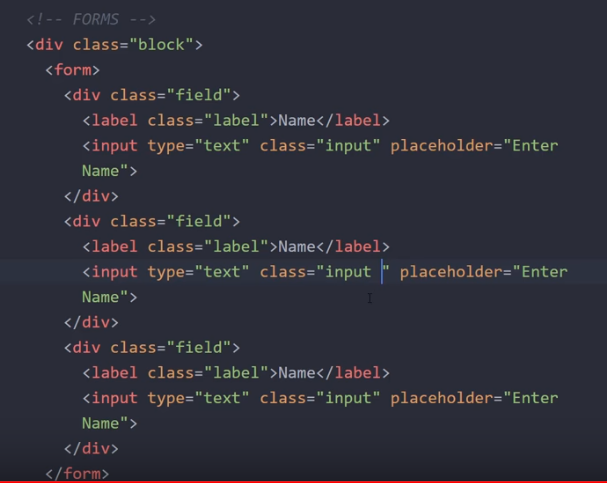 <!-- FORMS -->
<div class="block">
<form>
<div class="field">
<label class="label">Name</label>
<input type="text" class="input" placeholder="Enter
Name">
</div>
<div class="field">
<label class="label">Name</label>
<input type="text" class="input " placeholder="Enter
Name">
</div>
<div class="field">
<label class="label">Name</label>
<input type="text" class="input" placeholder="Enter
Name">
</div>
</form>